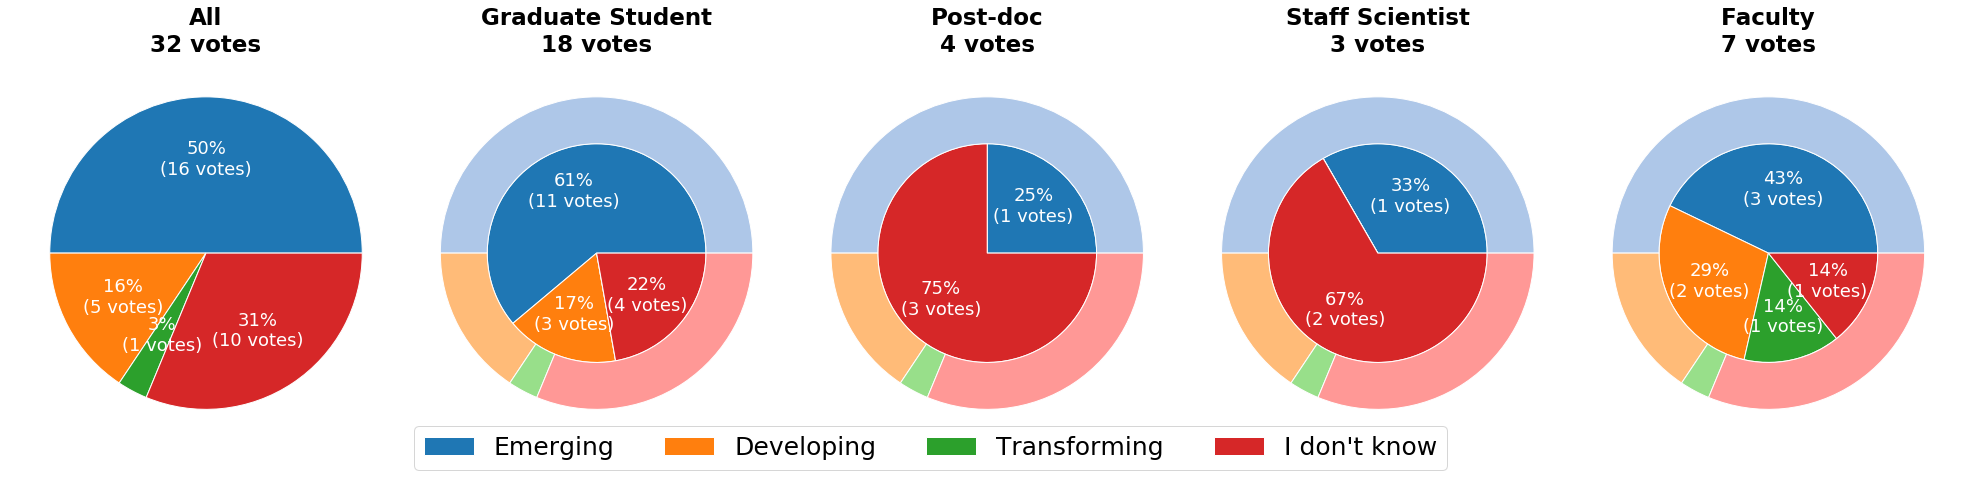 All
32 votes
Graduate Student
18 votes
Post-doc
4 votes
Staff Scientist
3 votes
Faculty
7 votes
50%
(16 votes)
16%
(5 votes)
3%
(1 votes)
31%
(10 votes)
61%
(11 votes)
17%
(3 votes)
22%
(4 votes)
25%
(1 votes)
75%
(3 votes)
33%
(1 votes)
67%
(2 votes)
43%
(3 votes)
29%
(2 votes)
14%
(1 votes)
14%
(1 votes)
Emerging
Developing
Transforming
I don't know